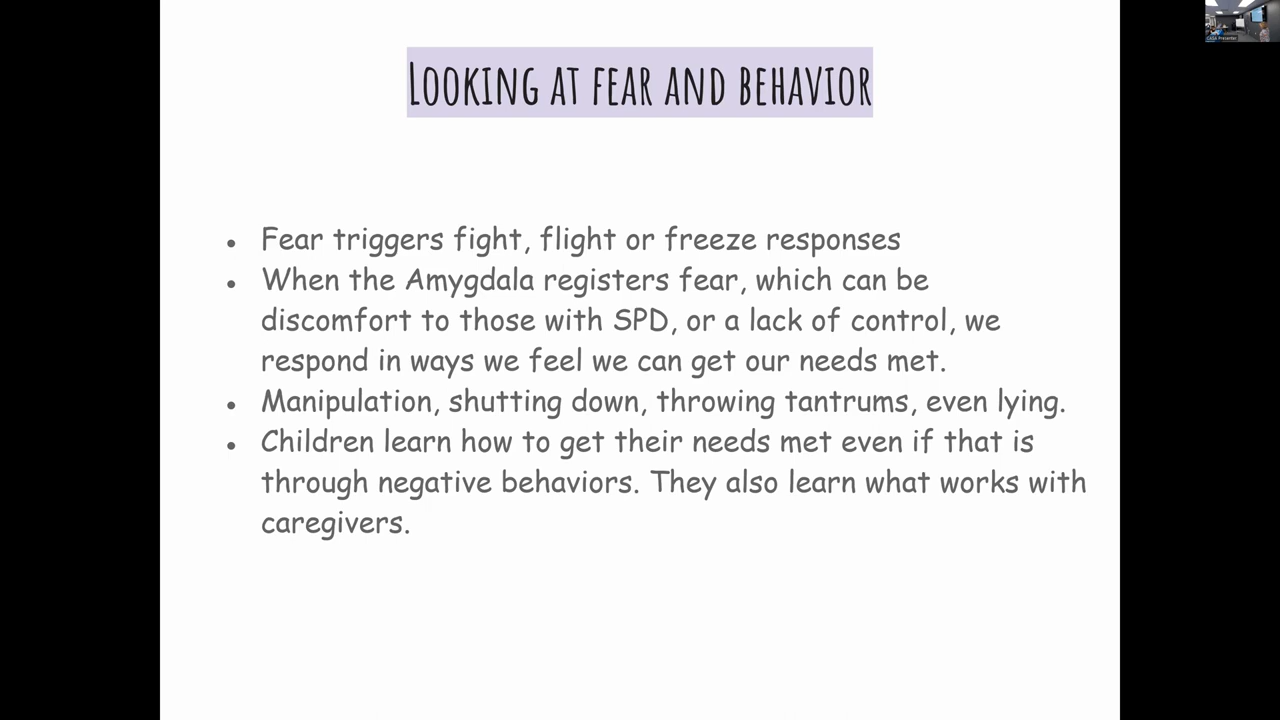 Looking at fear and behavior
• Fear triggers fight, flight or freeze responses
• When the Amygdala registers fear, which can be
discomfort to those with SPD, or a lack of control, we
respond in ways we feel we can get our needs met.
• Manipulation, shutting down, throwing tantrums, even lying.
• Children learn how to get their needs met even if that is
through negative behaviors. They also learn what works with
caregivers.
CASA Presenter